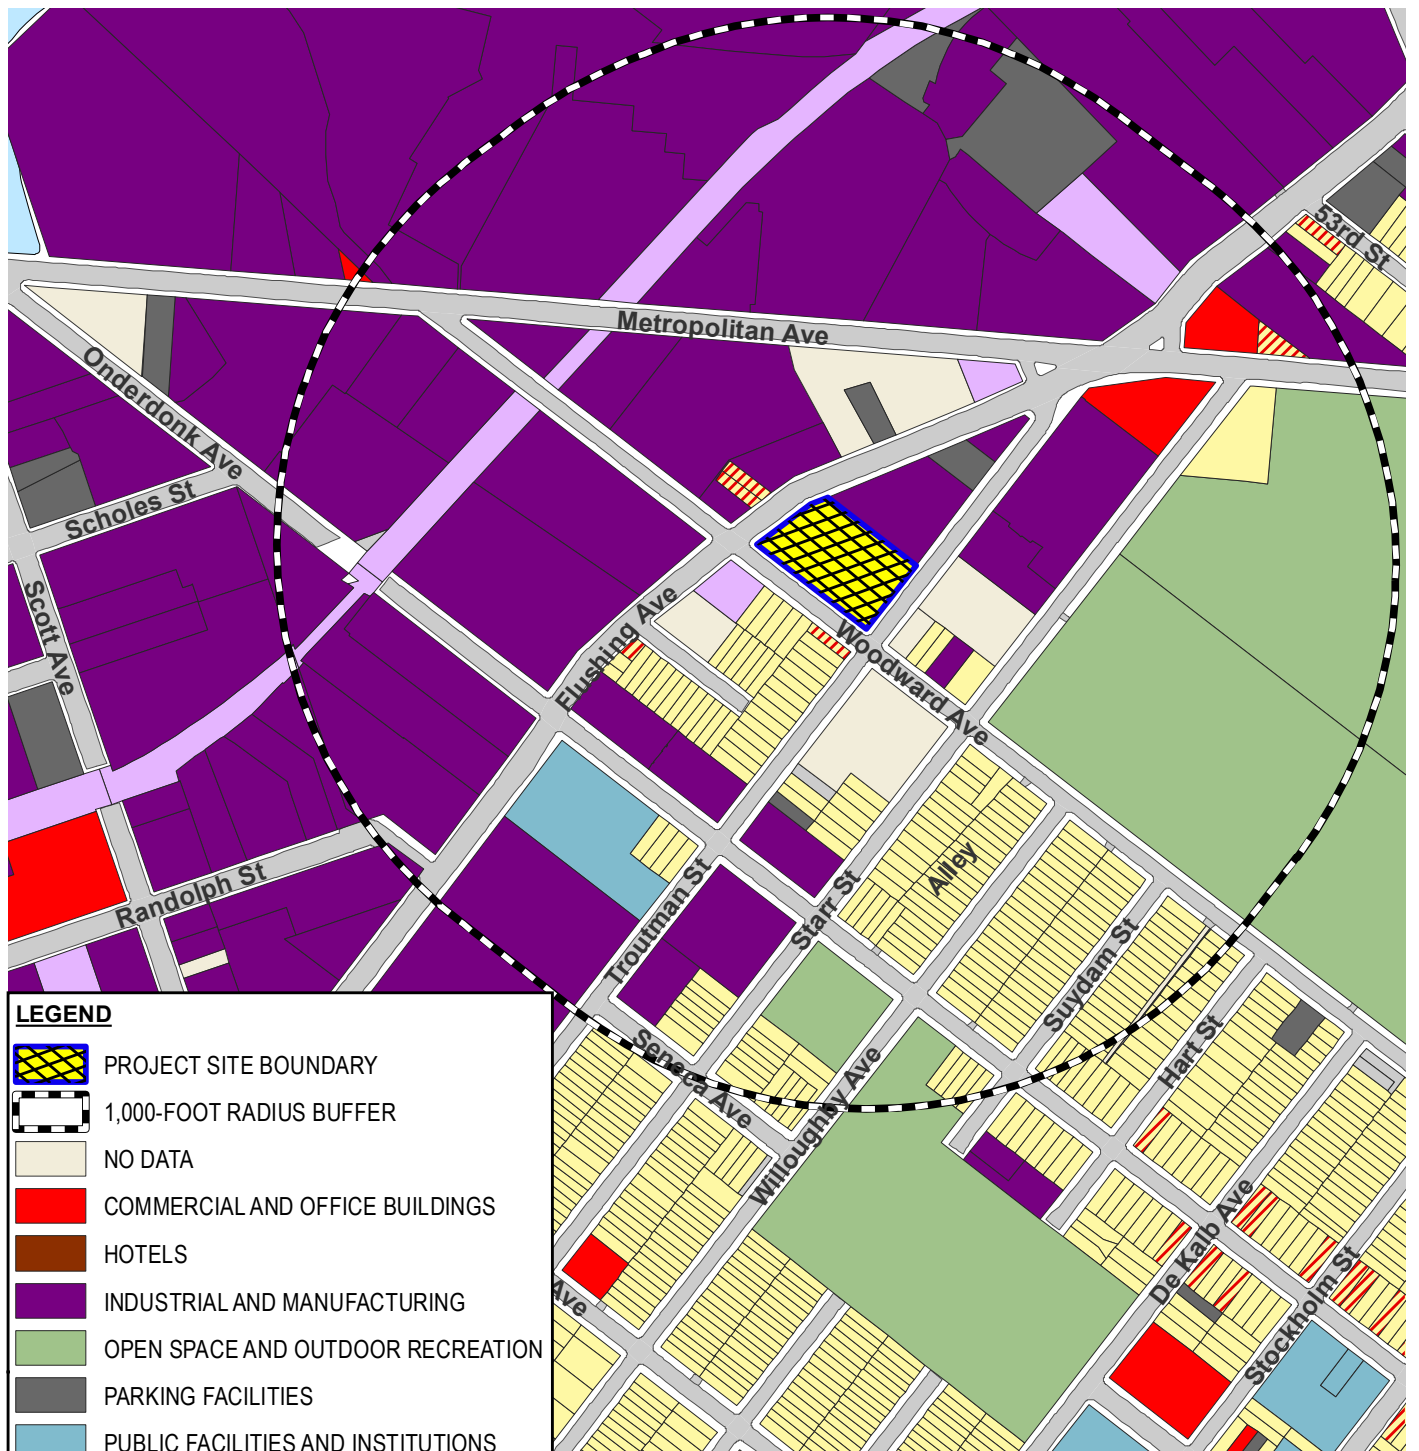 53rd St
Metropolitan Ave
Onderdonk Ave
Scholes St
Scott Ave
Flushing Ave
Woodward Ave
Randolph St
Troutman St
Starr St
Alley
Suydam St
Hart St
Seneca Ave
Willoughby Ave
De Kalb Ave
Stockholm St
Ave
LEGEND
PROJECT SITE BOUNDARY
1,000-FOOT RADIUS BUFFER
NO DATA
COMMERCIAL AND OFFICE BUILDINGS
HOTELS
INDUSTRIAL AND MANUFACTURING
OPEN SPACE AND OUTDOOR RECREATION
PARKING FACILITIES
PUBLIC FACILITIES AND INSTITUTIONS